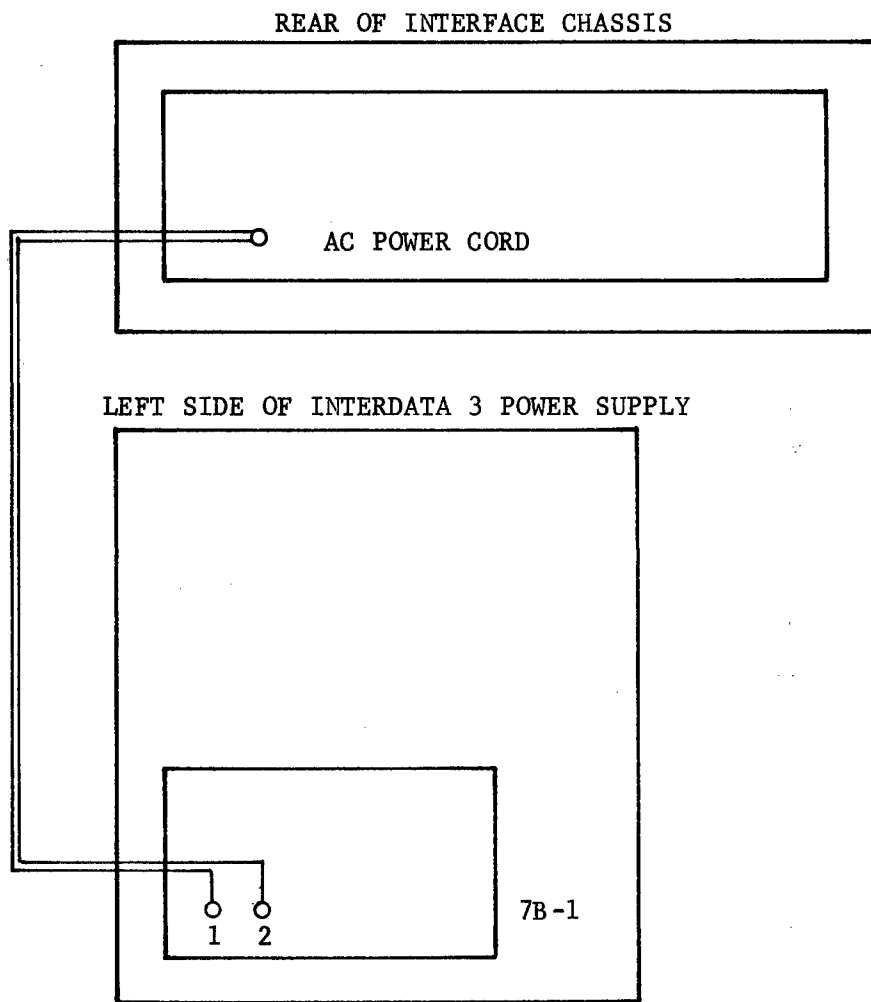 REAR OF INTERFACE CHASSIS
AC POWER CORD
LEFT SIDE OF INTERDATA 3 POWER SUPPLY
7B-1
1 2